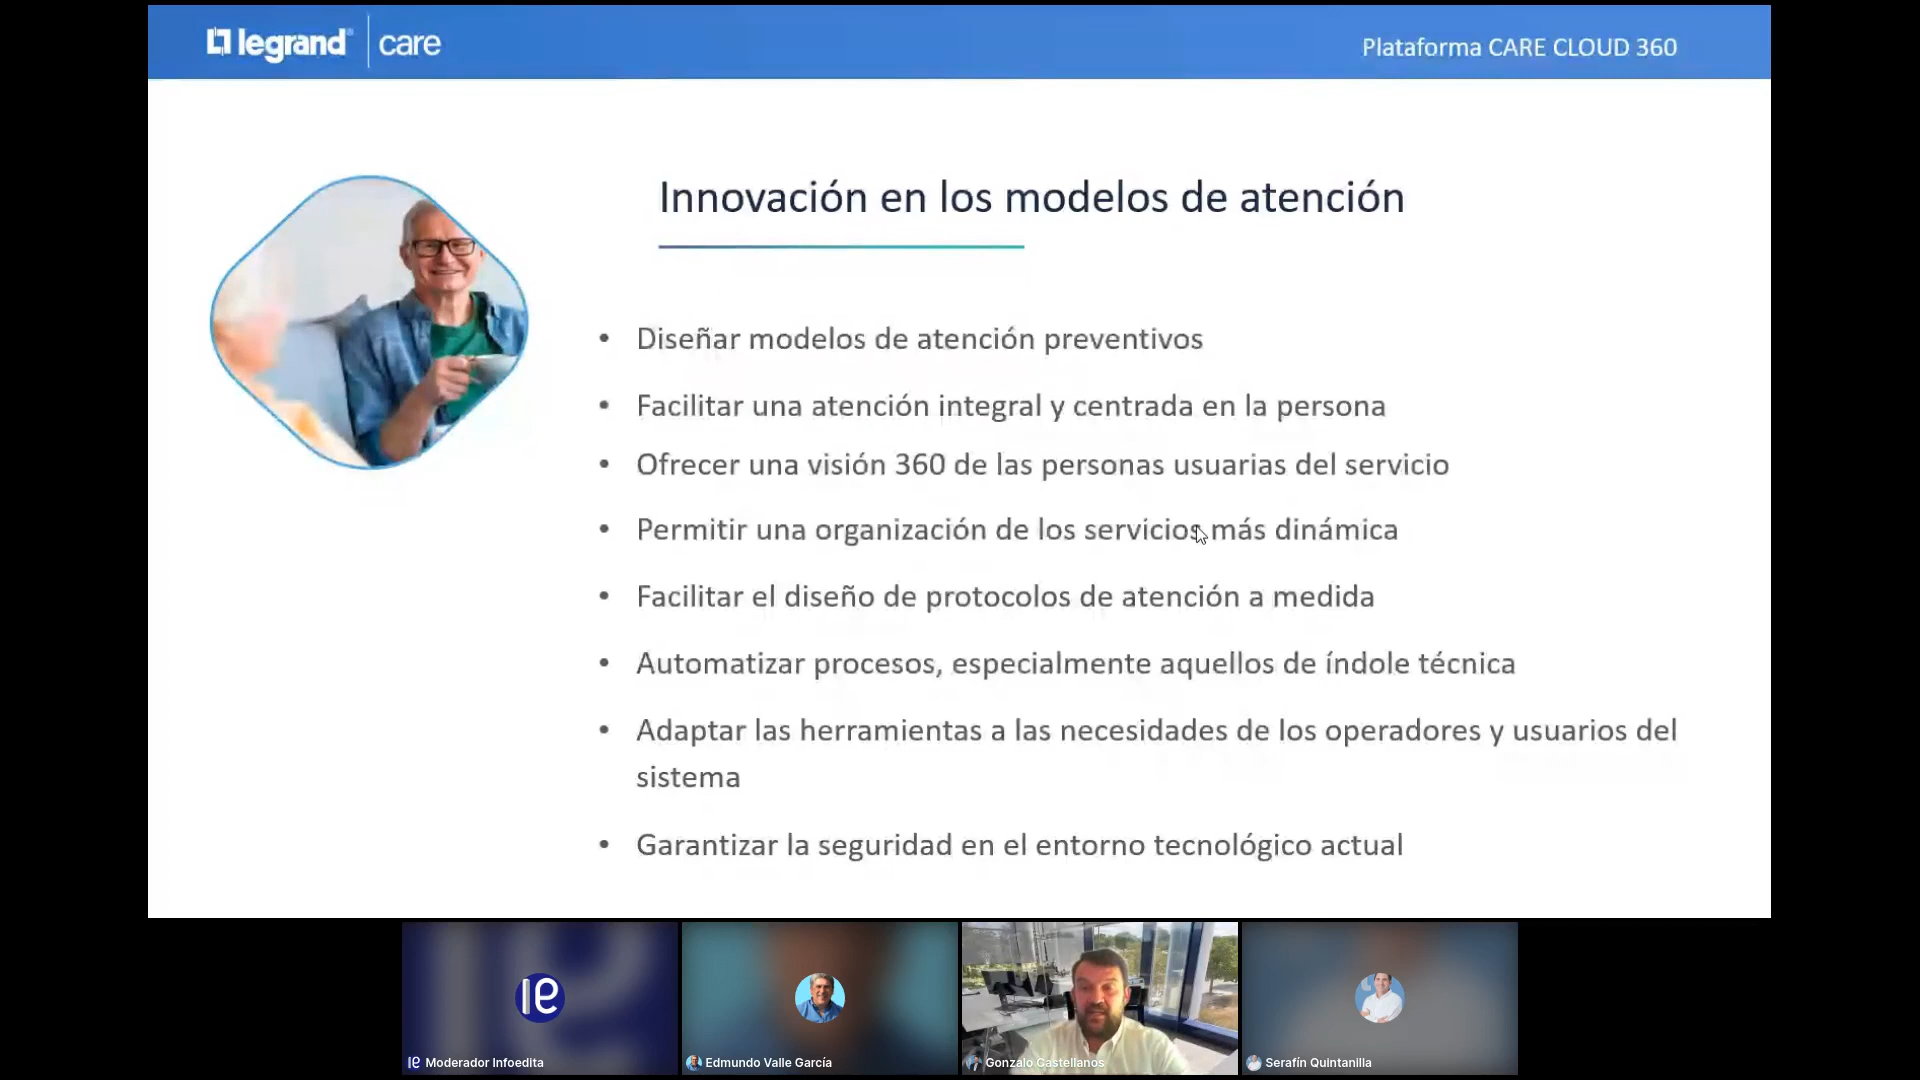 legrand® | care
Plataforma CARE CLOUD 360
Innovación en los modelos de atención
• Diseñar modelos de atención preventivos
• Facilitar una atención integral y centrada en la persona
• Ofrecer una visión 360 de las personas usuarias del servicio
• Permitir una organización de los servicios más dinámica
• Facilitar el diseño de protocolos de atención a medida
• Automatizar procesos, especialmente aquellos de índole técnica
• Adaptar las herramientas a las necesidades de los operadores y usuarios del
sistema
• Garantizar la seguridad en el entorno tecnológico actual
Ie
Ie Moderador Infoedita
Edmundo Valle García
Gonzalo Castellanos
Serafín Quintanilla